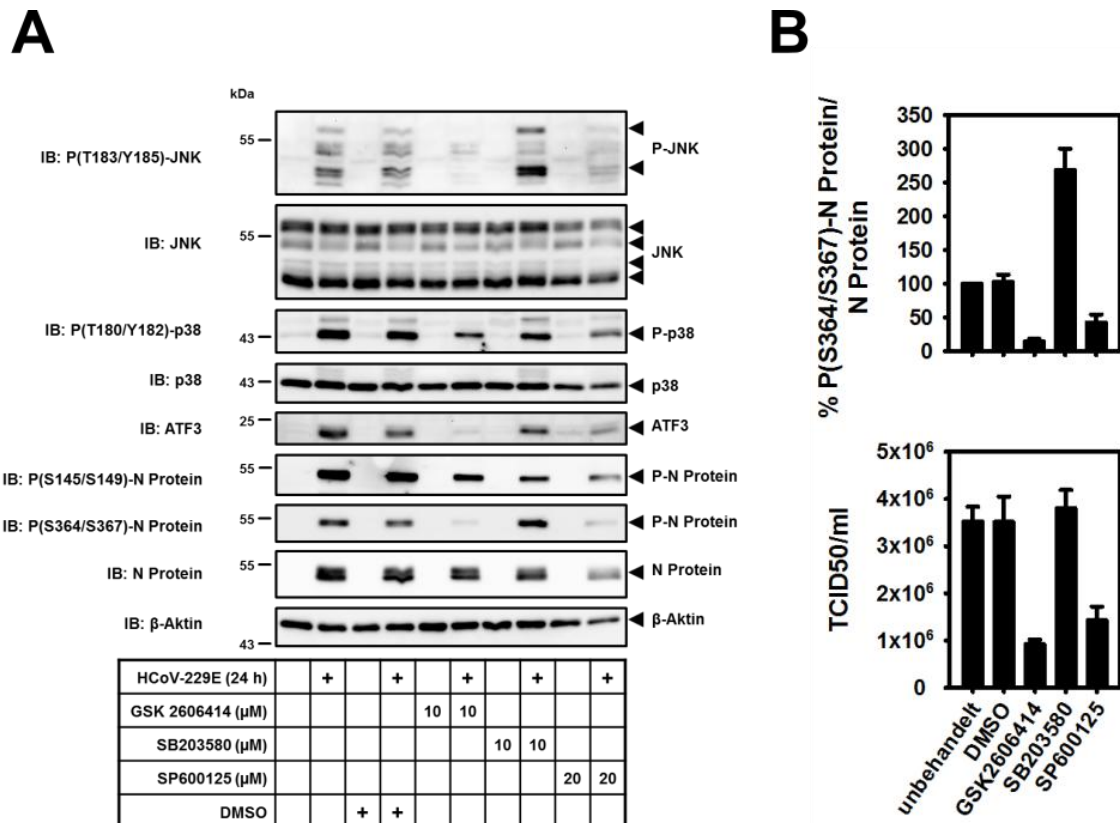 A
kDa
IB: P(T183/Y185)-JNK
55
P-JNK
IB: JNK
55
JNK
IB: P(T180/Y182)-p38
43
P-p38
IB: p38
43
p38
IB: ATF3
25
ATF3
IB: P(S145/S149)-N Protein
55
P-N Protein
IB: P(S364/S367)-N Protein
55
P-N Protein
IB: N Protein
55
N Protein
IB: β-Aktin
43
β-Aktin
HCoV-229E (24 h) + + + + +
GSK 2606414 (µM) 10 10
SB203580 (µM) 10 10
SP600125 (µM) 20 20
DMSO + +
B
% P(S364/S367)-N Protein/
N Protein
350
300
250
200
150
100
50
0
TCID50/ml
5x10⁶
4x10⁶
3x10⁶
2x10⁶
1x10⁶
0
unbehandelt
DMSO
GSK2606414
SB203580
SP600125